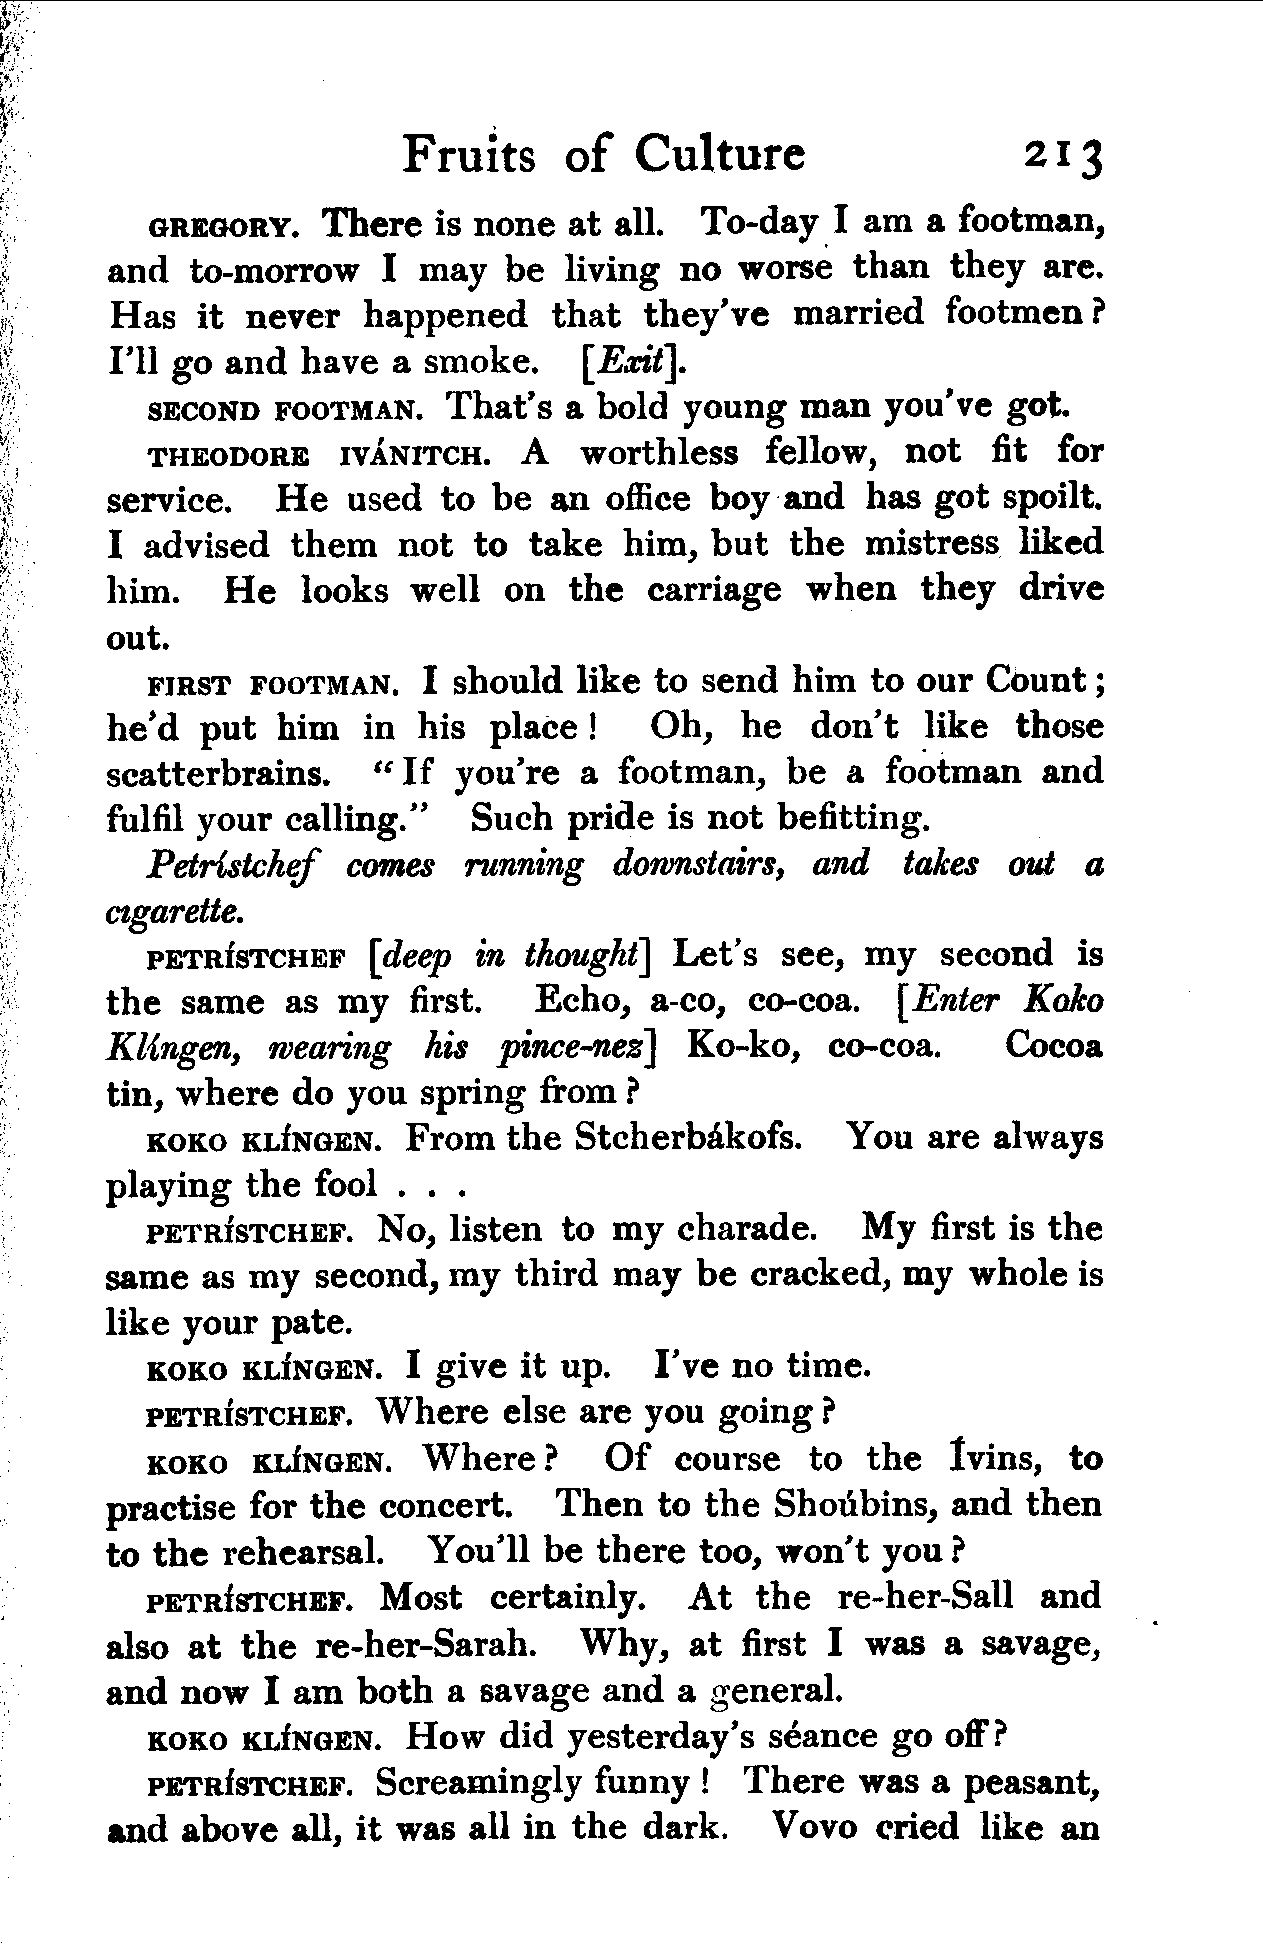 Fruits of Culture 213
GREGORY. There is none at all. To-day I am a footman,
and to-morrow I may be living no worse than they are.
Has it never happened that they've married footmen?
I'll go and have a smoke. [Exit].
SECOND FOOTMAN. That's a bold young man you've got.
THEODORE IVÁNITCH. A worthless fellow, not fit for
service. He used to be an office boy and has got spoilt.
I advised them not to take him, but the mistress liked
him. He looks well on the carriage when they drive
out.
FIRST FOOTMAN. I should like to send him to our Count;
he'd put him in his place! Oh, he don't like those
scatterbrains. “If you're a footman, be a footman and
fulfil your calling.” Such pride is not befitting.
Petrístchef comes running downstairs, and takes out a
cigarette.
PETRÍSTCHEF [deep in thought] Let's see, my second is
the same as my first. Echo, a-co, co-coa. [Enter Koko
Klíngen, wearing his pince-nez] Ko-ko, co-coa. Cocoa
tin, where do you spring from?
KOKO KLÍNGEN. From the Stcherbákofs. You are always
playing the fool . . .
PETRÍSTCHEF. No, listen to my charade. My first is the
same as my second, my third may be cracked, my whole is
like your pate.
KOKO KLÍNGEN. I give it up. I've no time.
PETRÍSTCHEF. Where else are you going?
KOKO KLÍNGEN. Where? Of course to the Ívins, to
practise for the concert. Then to the Shoúbins, and then
to the rehearsal. You'll be there too, won't you?
PETRÍSTCHEF. Most certainly. At the re-her-Sall and
also at the re-her-Sarah. Why, at first I was a savage,
and now I am both a savage and a general.
KOKO KLÍNGEN. How did yesterday's séance go off?
PETRÍSTCHEF. Screamingly funny! There was a peasant,
and above all, it was all in the dark. Vovo cried like an